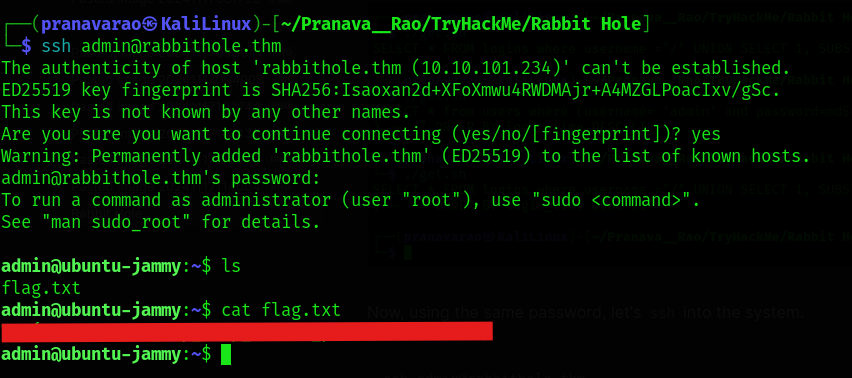 ┌──(pranavarao㉿KaliLinux)-[~/Pranava__Rao/TryHackMe/Rabbit Hole]
└─$ ssh admin@rabbithole.thm
The authenticity of host 'rabbithole.thm (10.10.101.234)' can't be established.
ED25519 key fingerprint is SHA256:Isaoxan2d+XFoXmwu4RWDMAjr+A4MZGLPoacIxv/gSc.
This key is not known by any other names.
Are you sure you want to continue connecting (yes/no/[fingerprint])? yes
Warning: Permanently added 'rabbithole.thm' (ED25519) to the list of known hosts.
admin@rabbithole.thm's password:
To run a command as administrator (user "root"), use "sudo <command>".
See "man sudo_root" for details.
admin@ubuntu-jammy:~$ ls
flag.txt
admin@ubuntu-jammy:~$ cat flag.txt
Now, using the same password, let's ssh into the system:
admin@ubuntu-jammy:~$